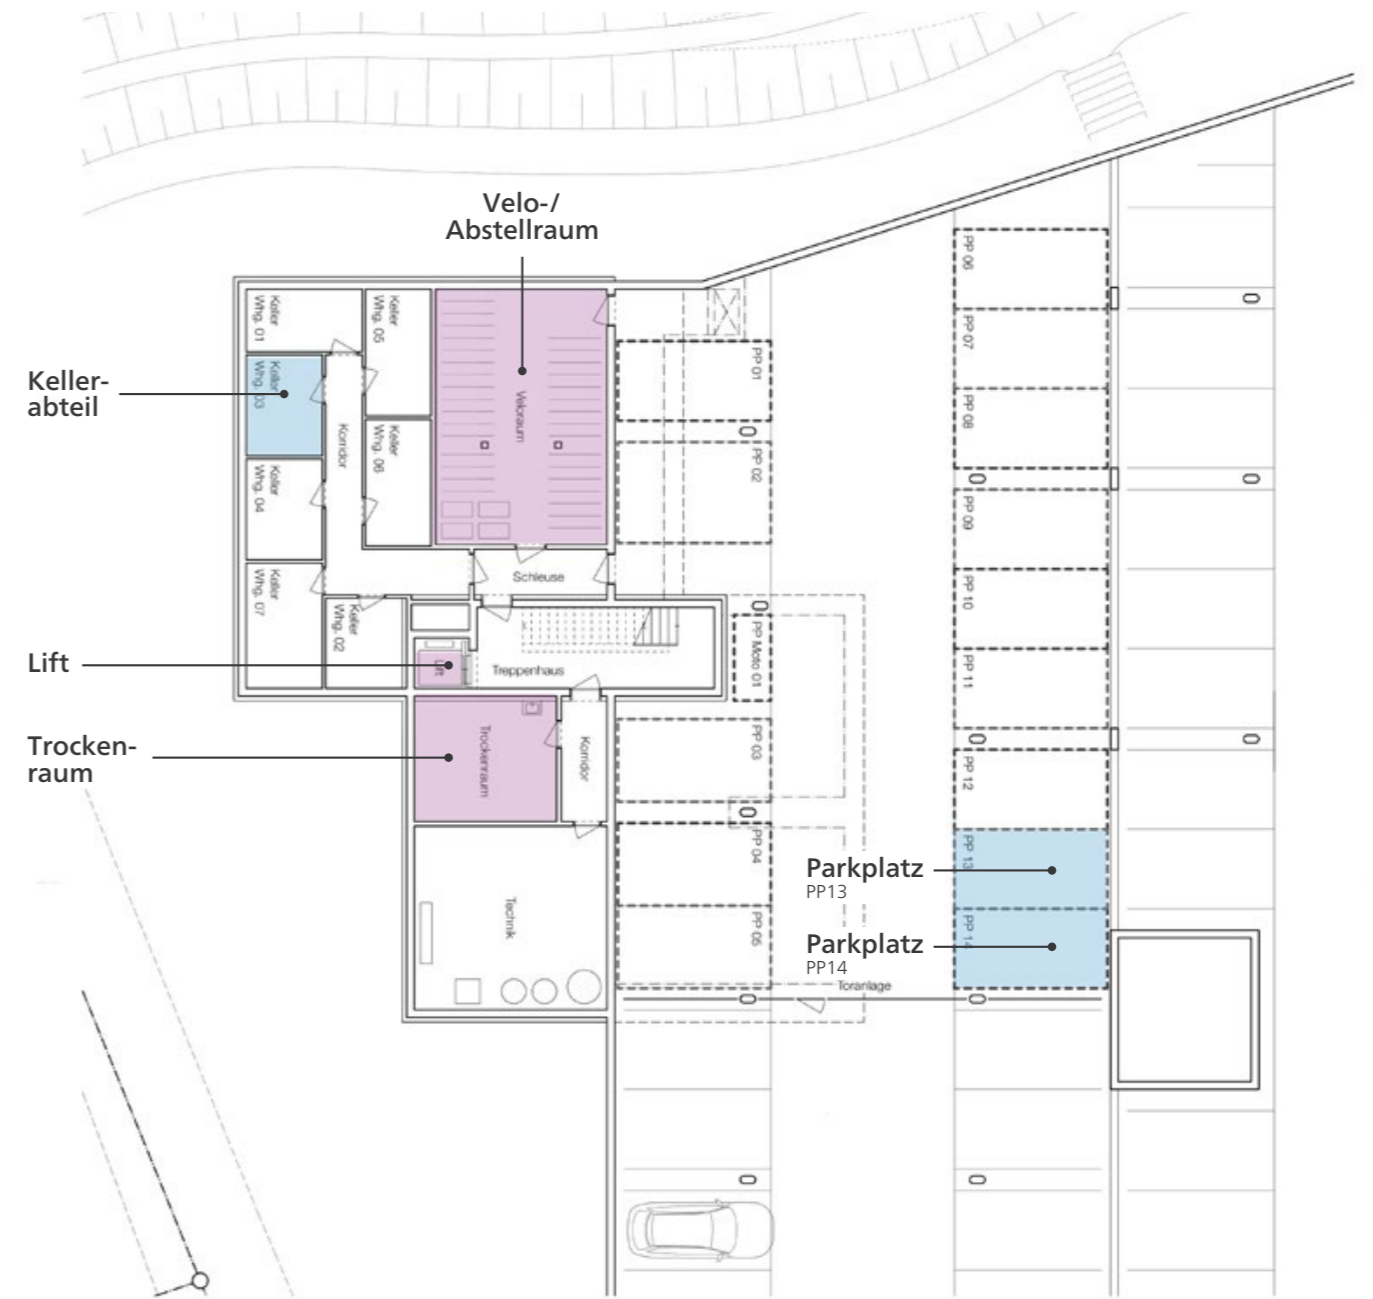 Velo-/
Abstellraum
Keller-
abteil
Lift
Trocken-
raum
Parkplatz
PP13
Parkplatz
PP14
Keller
Whg. 01
Keller
Whg. 05
Keller
Whg. 03
Keller
Whg. 06
Keller
Whg. 04
Keller
Whg. 07
Keller
Whg. 02
Korridor
Veloraum
Schleuse
Lift
Treppenhaus
Trockenraum
Korridor
Technik
PP 01
PP 02
PP Moto 01
PP 03
PP 04
PP 05
PP 06
PP 07
PP 08
PP 09
PP 10
PP 11
PP 12
PP 13
PP 14
Toranlage